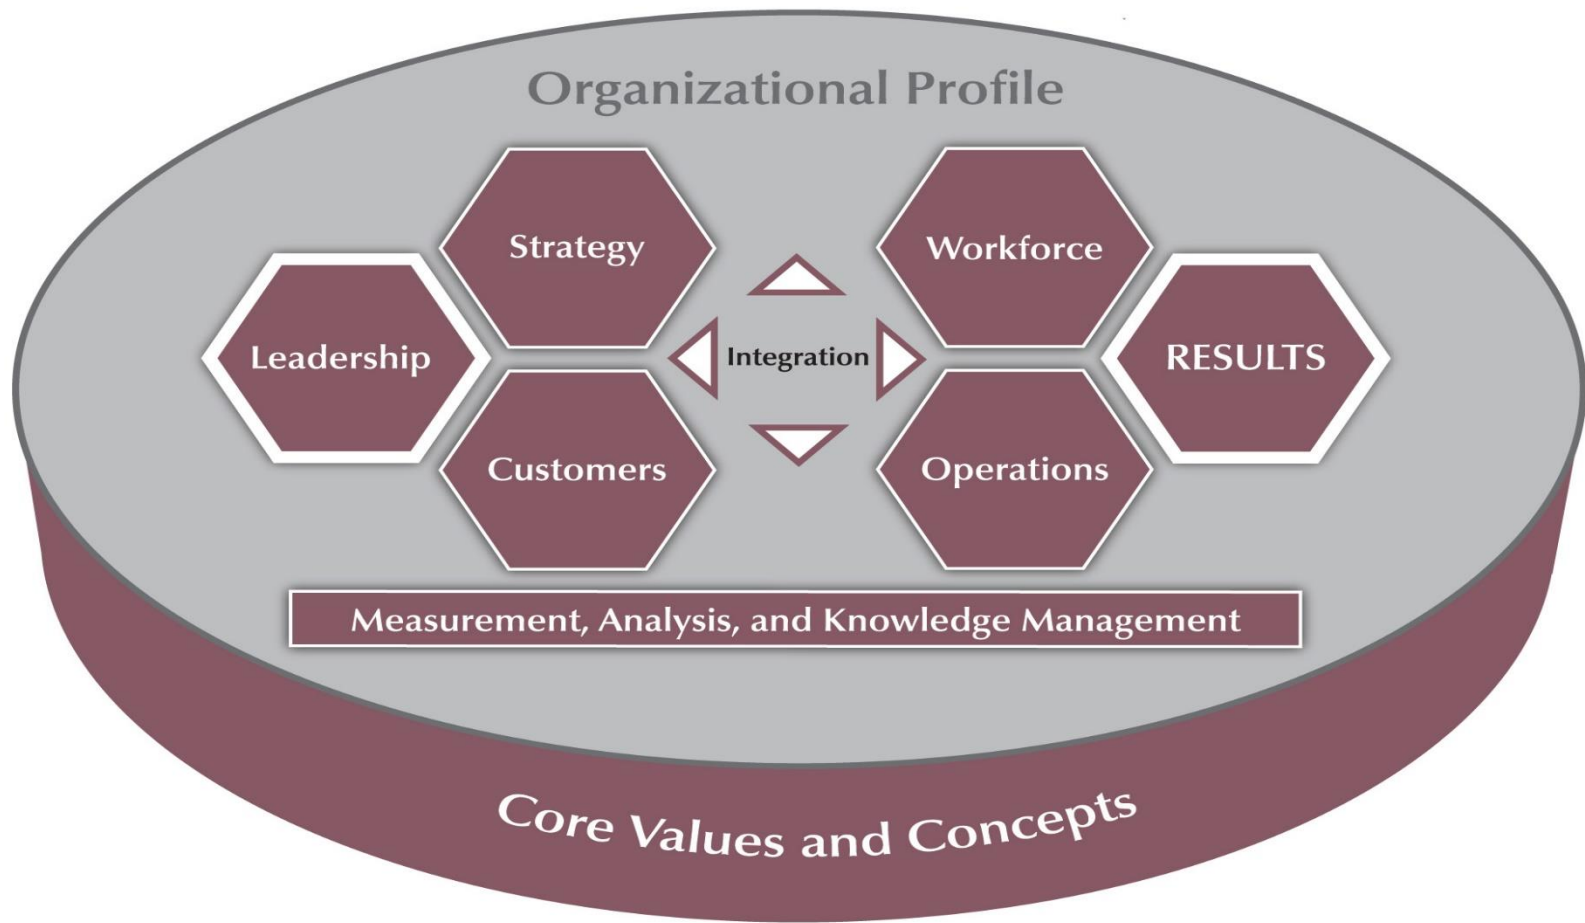 Organizational Profile
Strategy
Workforce
Leadership
Integration
RESULTS
Customers
Operations
Measurement, Analysis, and Knowledge Management
Core Values and Concepts